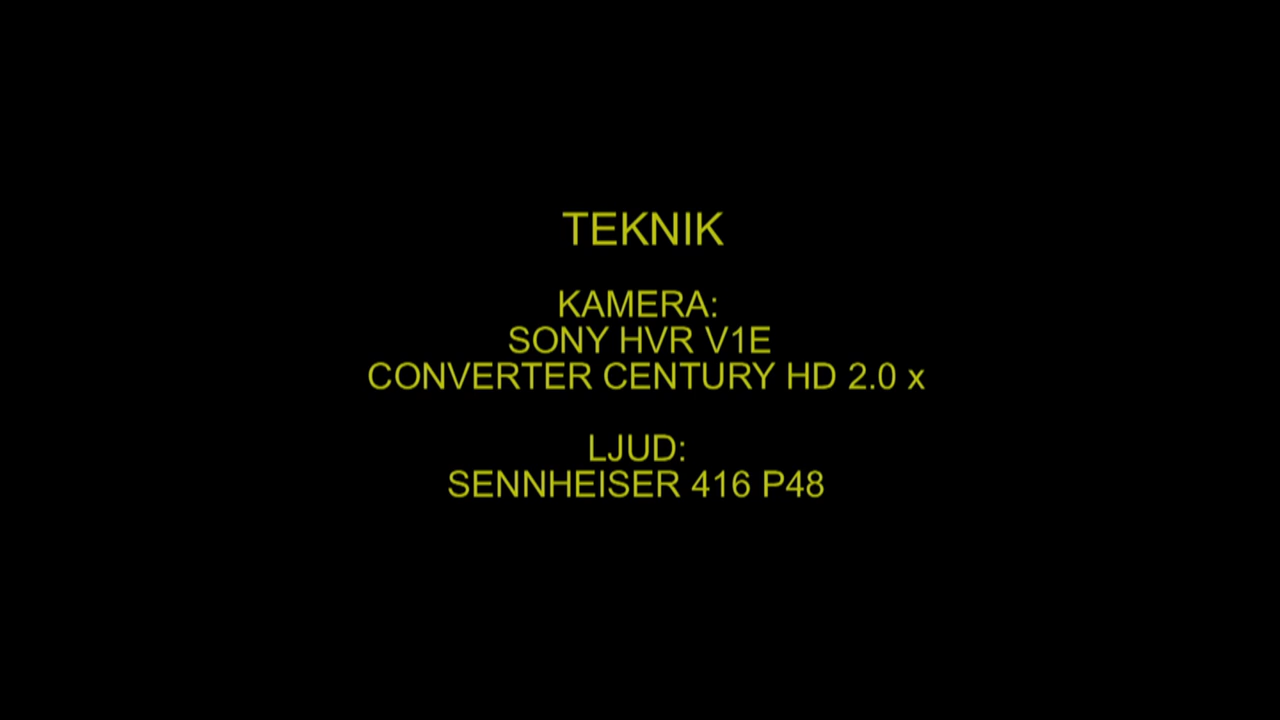 TEKNIK
KAMERA:
SONY HVR V1E
CONVERTER CENTURY HD 2.0 x
LJUD:
SENNHEISER 416 P48